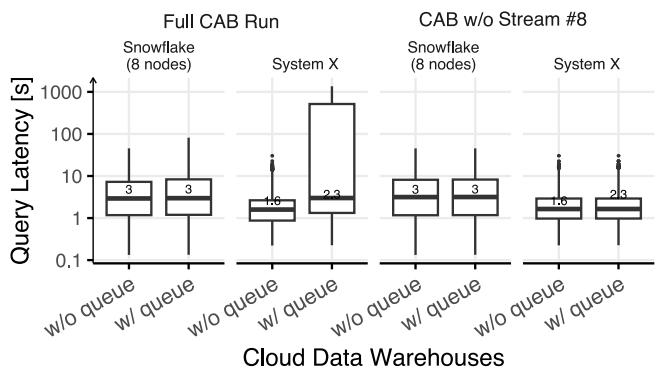 Full CAB Run
CAB w/o Stream #8
Snowflake
(8 nodes)
System X
Snowflake
(8 nodes)
System X
Query Latency [s]
1000
100
10
1
0.1
3
3
1.6
2.3
3
3
1.6
2.3
w/o queue
w/ queue
w/o queue
w/ queue
w/o queue
w/ queue
w/o queue
w/ queue
Cloud Data Warehouses